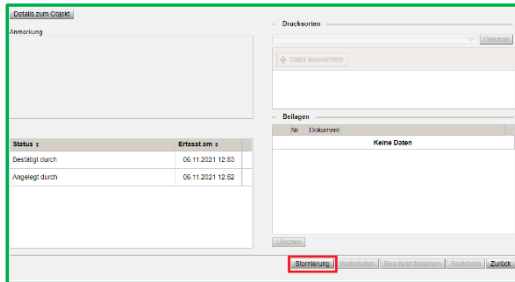 Details zum Objekt
Anmerkung
Drucksorten
Drucken
Datei auswählen
Beilagen
Nr Dokument
Keine Daten
Status
Erfasst am
Bestätigt durch
06.11.2021 12:53
Angelegt durch
06.11.2021 12:52
Löschen
Stornierung
Bescheid freigeben
Speichern
Zurück